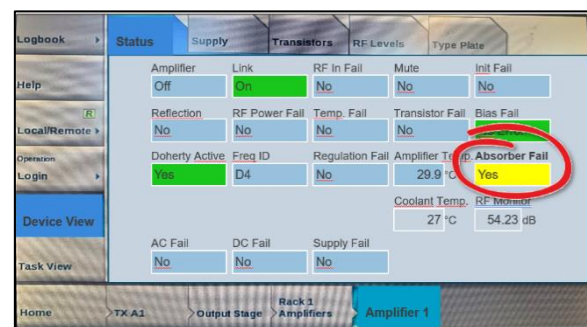 Logbook
Status Supply Transistors RF Levels Type Plate
Amplifier Link RF In Fail Mute Init Fail
Off On No No No
Help
R
Local/Remote
Reflection RF Power Fail Temp. Fail Transistor Fail Bias Fail
No No No No
Operation
Login
Doherty Active Freq ID Regulation Fail Amplifier Temp. Absorber Fail
Yes D4 No 29.9 °C Yes
Coolant Temp. RF Monitor
27 °C 54.23 dB
Device View
AC Fail DC Fail Supply Fail
No No No
Task View
Home TX A1 Output Stage Rack 1 Amplifiers Amplifier 1